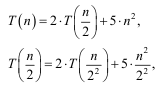 T(n) = 2 · T(n/2) + 5 · n²,
T(n/2) = 2 · T(n/2²) + 5 · n²/2²,